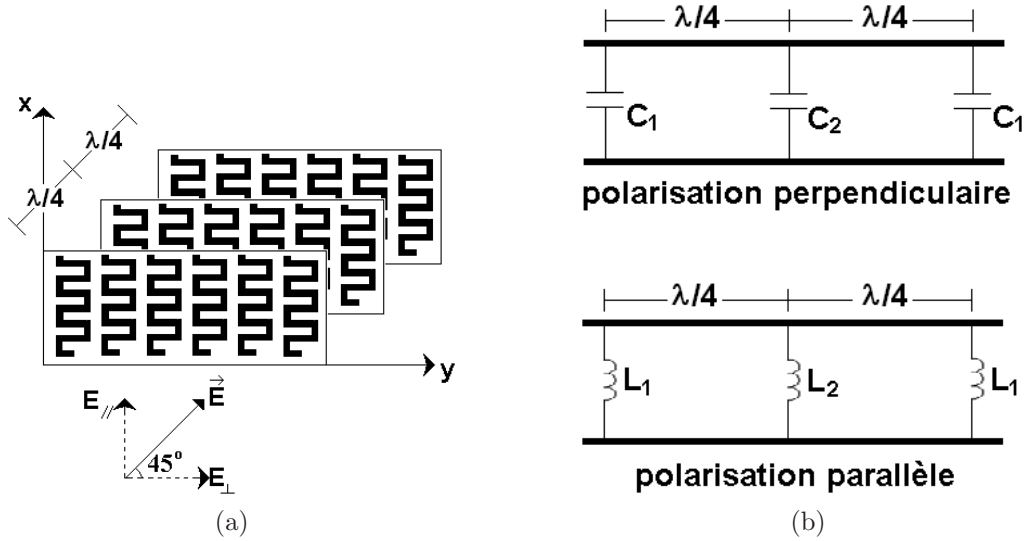 x
λ/4
λ/4
y
E//
E⃗
45°
E⊥
(a)
λ/4 λ/4
C₁ C₂ C₁
polarisation perpendiculaire
λ/4 λ/4
L₁ L₂ L₁
polarisation parallèle
(b)